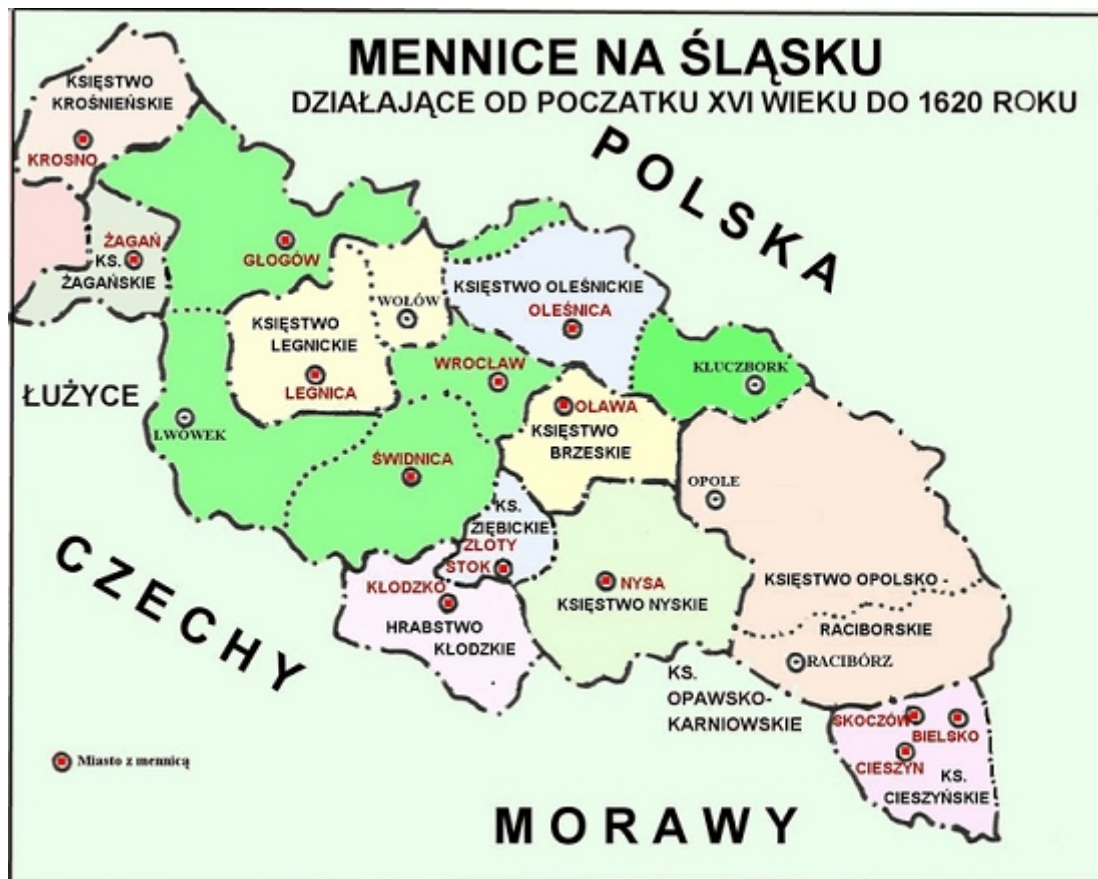 MENNICE NA ŚLĄSKU
DZIAŁAJĄCE OD POCZATKU XVI WIEKU DO 1620 ROKU
KSIĘSTWO
KROŚNIEŃSKIE
KROSNO
POLSKA
ŻAGAŃ
KS.
ŻAGAŃSKIE
GŁOGÓW
WOŁÓW
KSIĘSTWO OLEŚNICKIE
OLEŚNICA
KSIĘSTWO
LEGNICKIE
LEGNICA
WROCŁAW
KLUCZBORK
ŁUŻYCE
LWÓWEK
OŁAWA
KSIĘSTWO
BRZESKIE
ŚWIDNICA
OPOLE
KS.
ZIĘBICKIE
ZŁOTY
STOK
CZECHY
KŁODZKO
HRABSTWO
KŁODZKIE
NYSA
KSIĘSTWO NYSKIE
KSIĘSTWO OPOLSKO -
RACIBORSKIE
RACIBÓRZ
KS.
OPAWSKO-
KARNIOWSKIE
SKOCZÓW
BIELSKO
CIESZYN
KS.
CIESZYŃSKIE
Miasto z mennicą
MORAWY